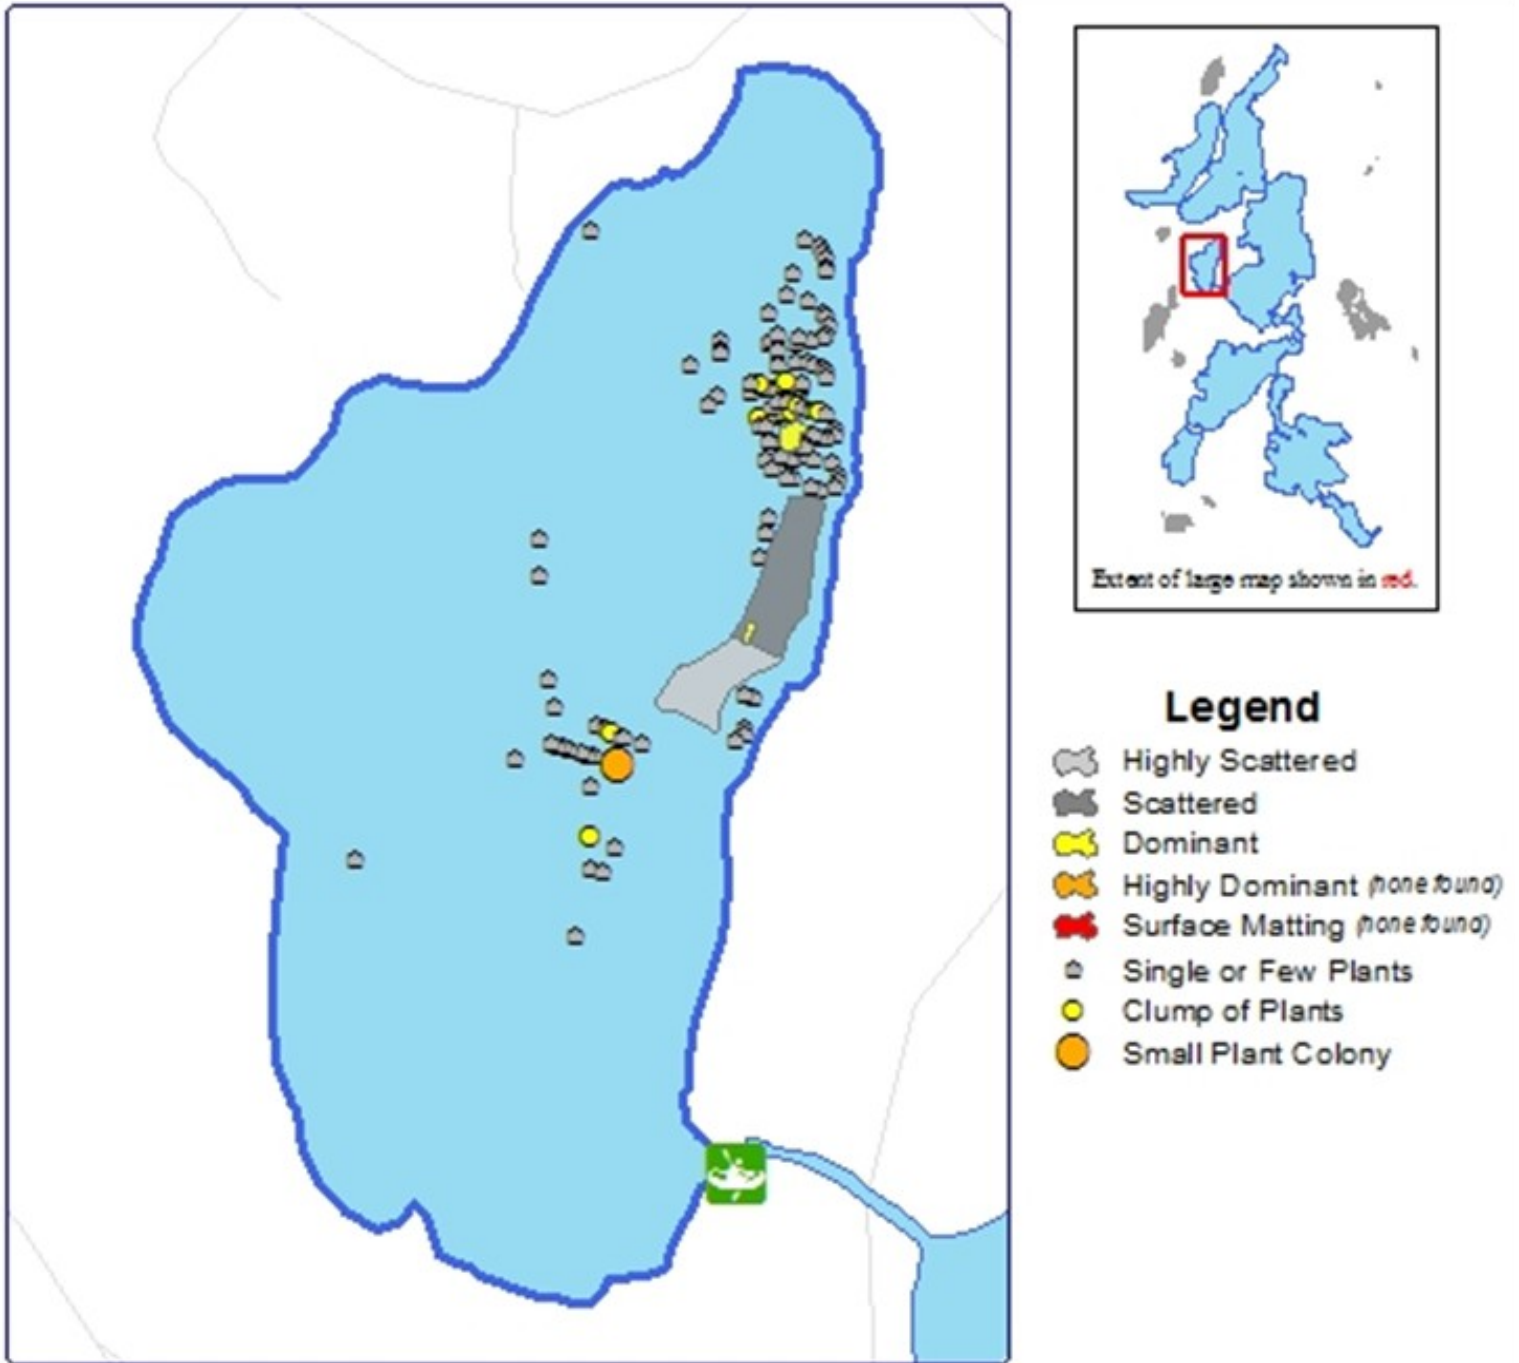 Extent of large map shown in red.
Legend
Highly Scattered
Scattered
Dominant
Highly Dominant (none found)
Surface Matting (none found)
Single or Few Plants
Clump of Plants
Small Plant Colony